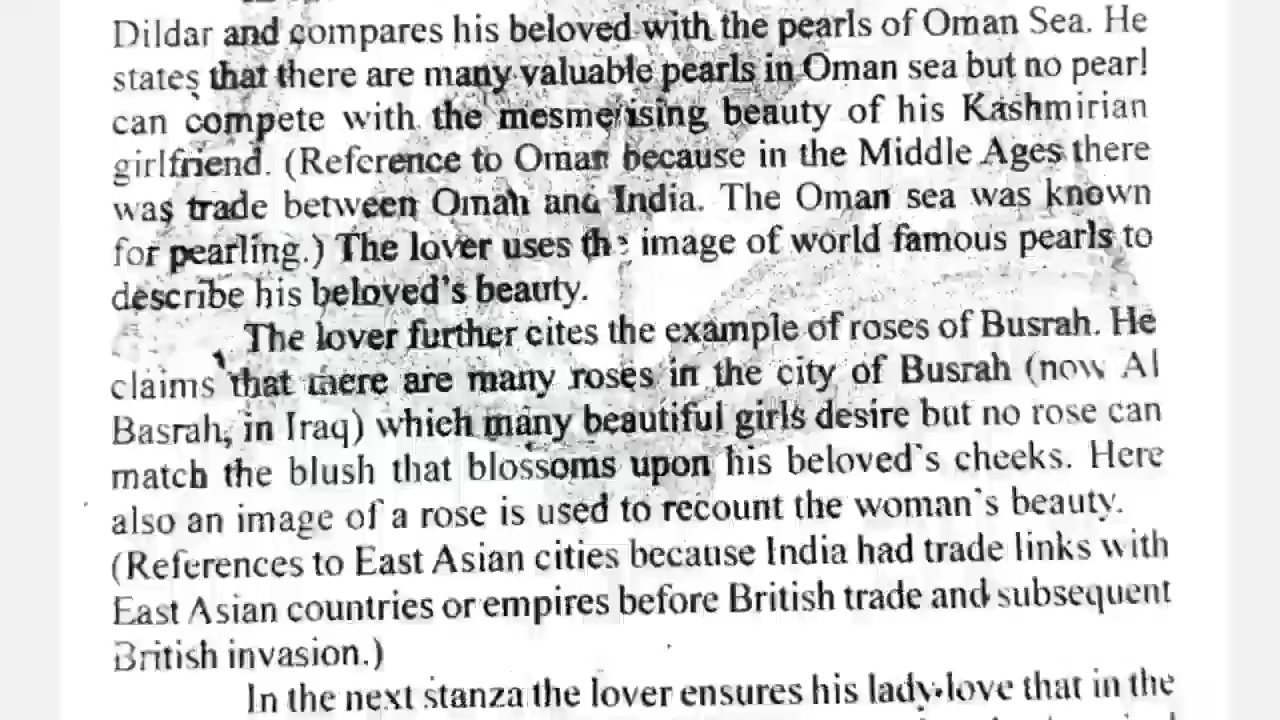 Dildar and compares his beloved with the pearls of Oman Sea. He
states that there are many valuable pearls in Oman sea but no pearl
can compete with the mesmerising beauty of his Kashmirian
girlfriend. (Reference to Oman because in the Middle Ages there
was trade between Oman and India. The Oman sea was known
for pearling.) The lover uses the image of world famous pearls to
describe his beloved's beauty.
The lover further cites the example of roses of Busrah. He
claims that there are many roses in the city of Busrah (now Al
Basrah, in Iraq) which many beautiful girls desire but no rose can
match the blush that blossoms upon his beloved's cheeks. Here
also an image of a rose is used to recount the woman's beauty.
(References to East Asian cities because India had trade links with
East Asian countries or empires before British trade and subsequent
British invasion.)
In the next stanza the lover ensures his lady-love that in the